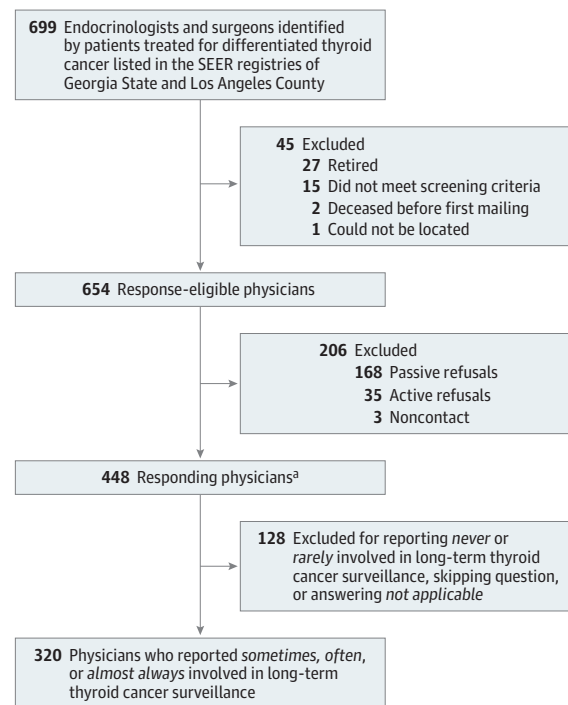 699 Endocrinologists and surgeons identified
by patients treated for differentiated thyroid
cancer listed in the SEER registries of
Georgia State and Los Angeles County
45 Excluded
27 Retired
15 Did not meet screening criteria
2 Deceased before first mailing
1 Could not be located
654 Response-eligible physicians
206 Excluded
168 Passive refusals
35 Active refusals
3 Noncontact
448 Responding physiciansa
128 Excluded for reporting never or
rarely involved in long-term thyroid
cancer surveillance, skipping question,
or answering not applicable
320 Physicians who reported sometimes, often,
or almost always involved in long-term
thyroid cancer surveillance